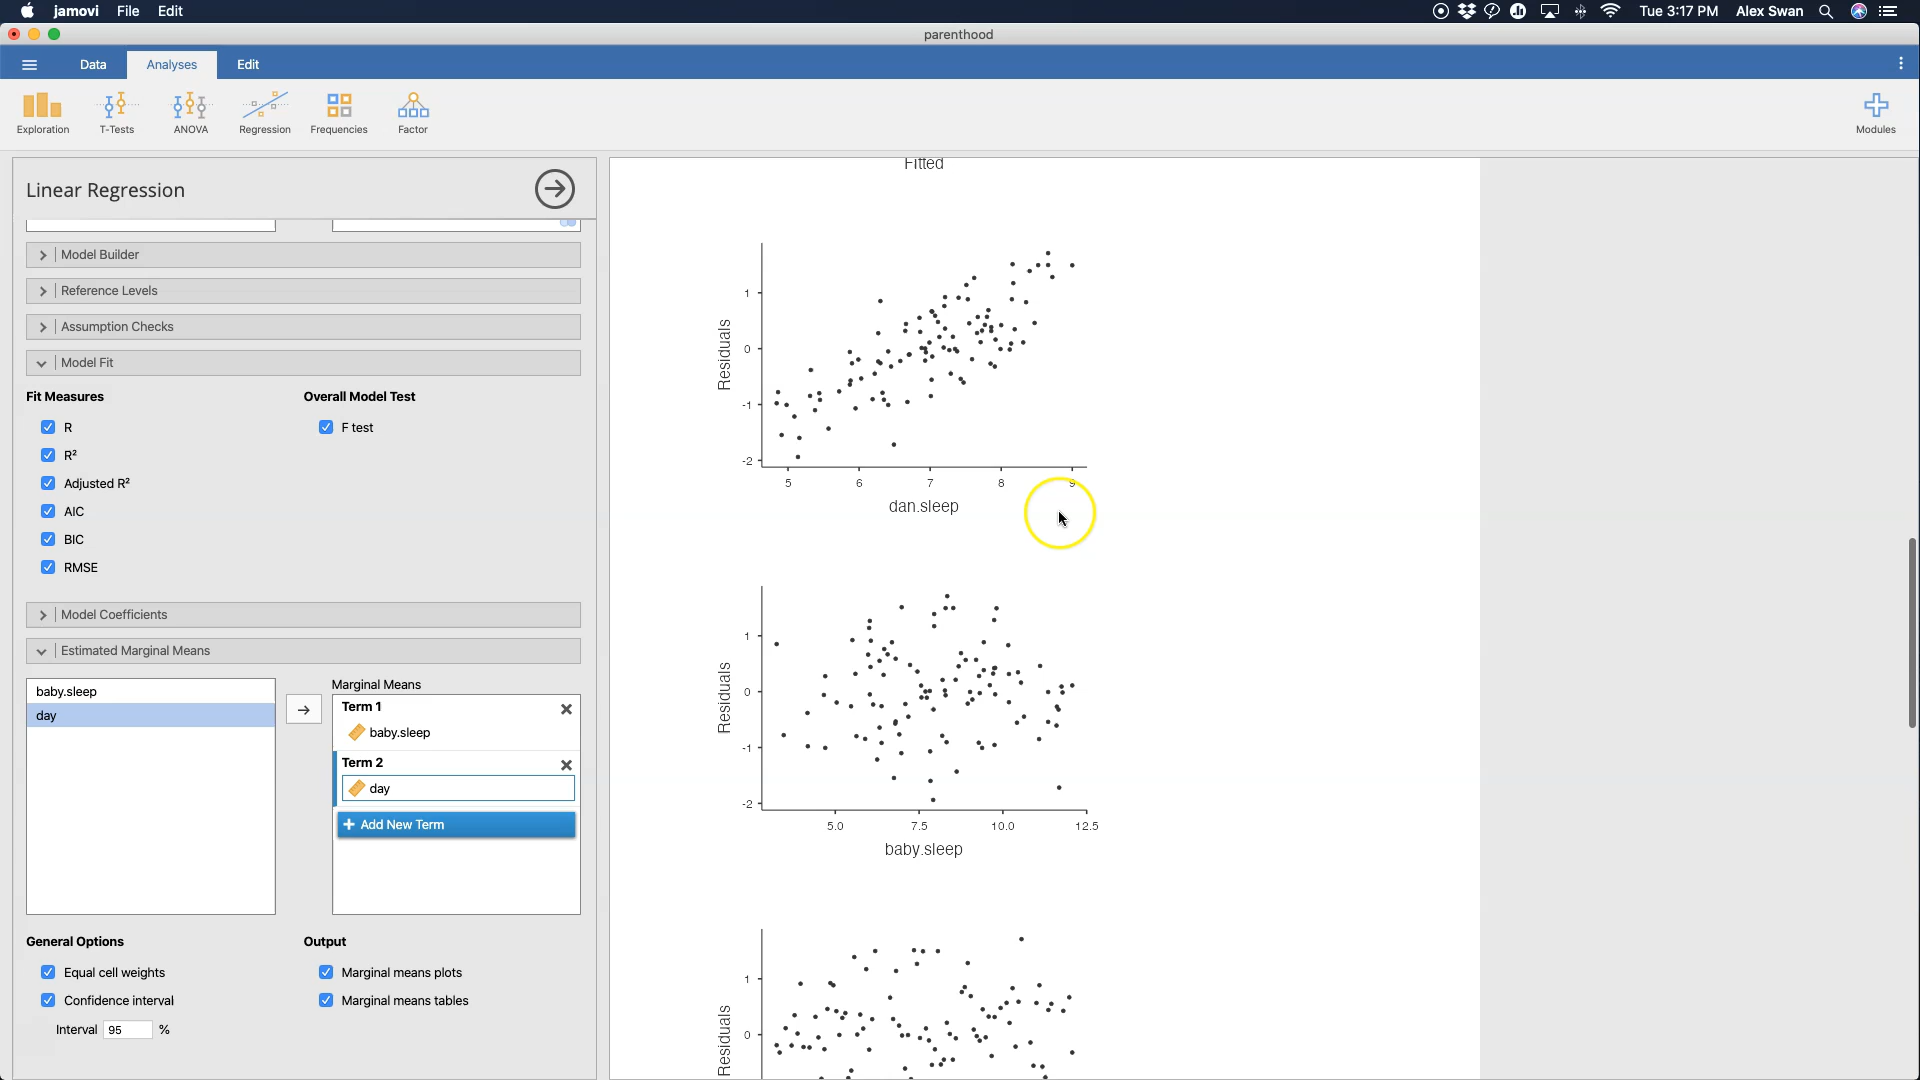 jamovi File Edit
Tue 3:17 PM Alex Swan
parenthood
Data Analyses Edit
Exploration T-Tests ANOVA Regression Frequencies Factor Modules
Linear Regression
Model Builder
Reference Levels
Assumption Checks
Model Fit
Fit Measures Overall Model Test
R F test
R²
Adjusted R²
AIC
BIC
RMSE
Model Coefficients
Estimated Marginal Means
baby.sleep
day
Marginal Means
Term 1
baby.sleep
Term 2
day
+ Add New Term
General Options Output
Equal cell weights Marginal means plots
Confidence interval Marginal means tables
Interval 95 %
Fitted
Residuals
1
0
-1
-2
5 6 7 8 9
dan.sleep
Residuals
1
0
-1
-2
5.0 7.5 10.0 12.5
baby.sleep
Residuals
1
0